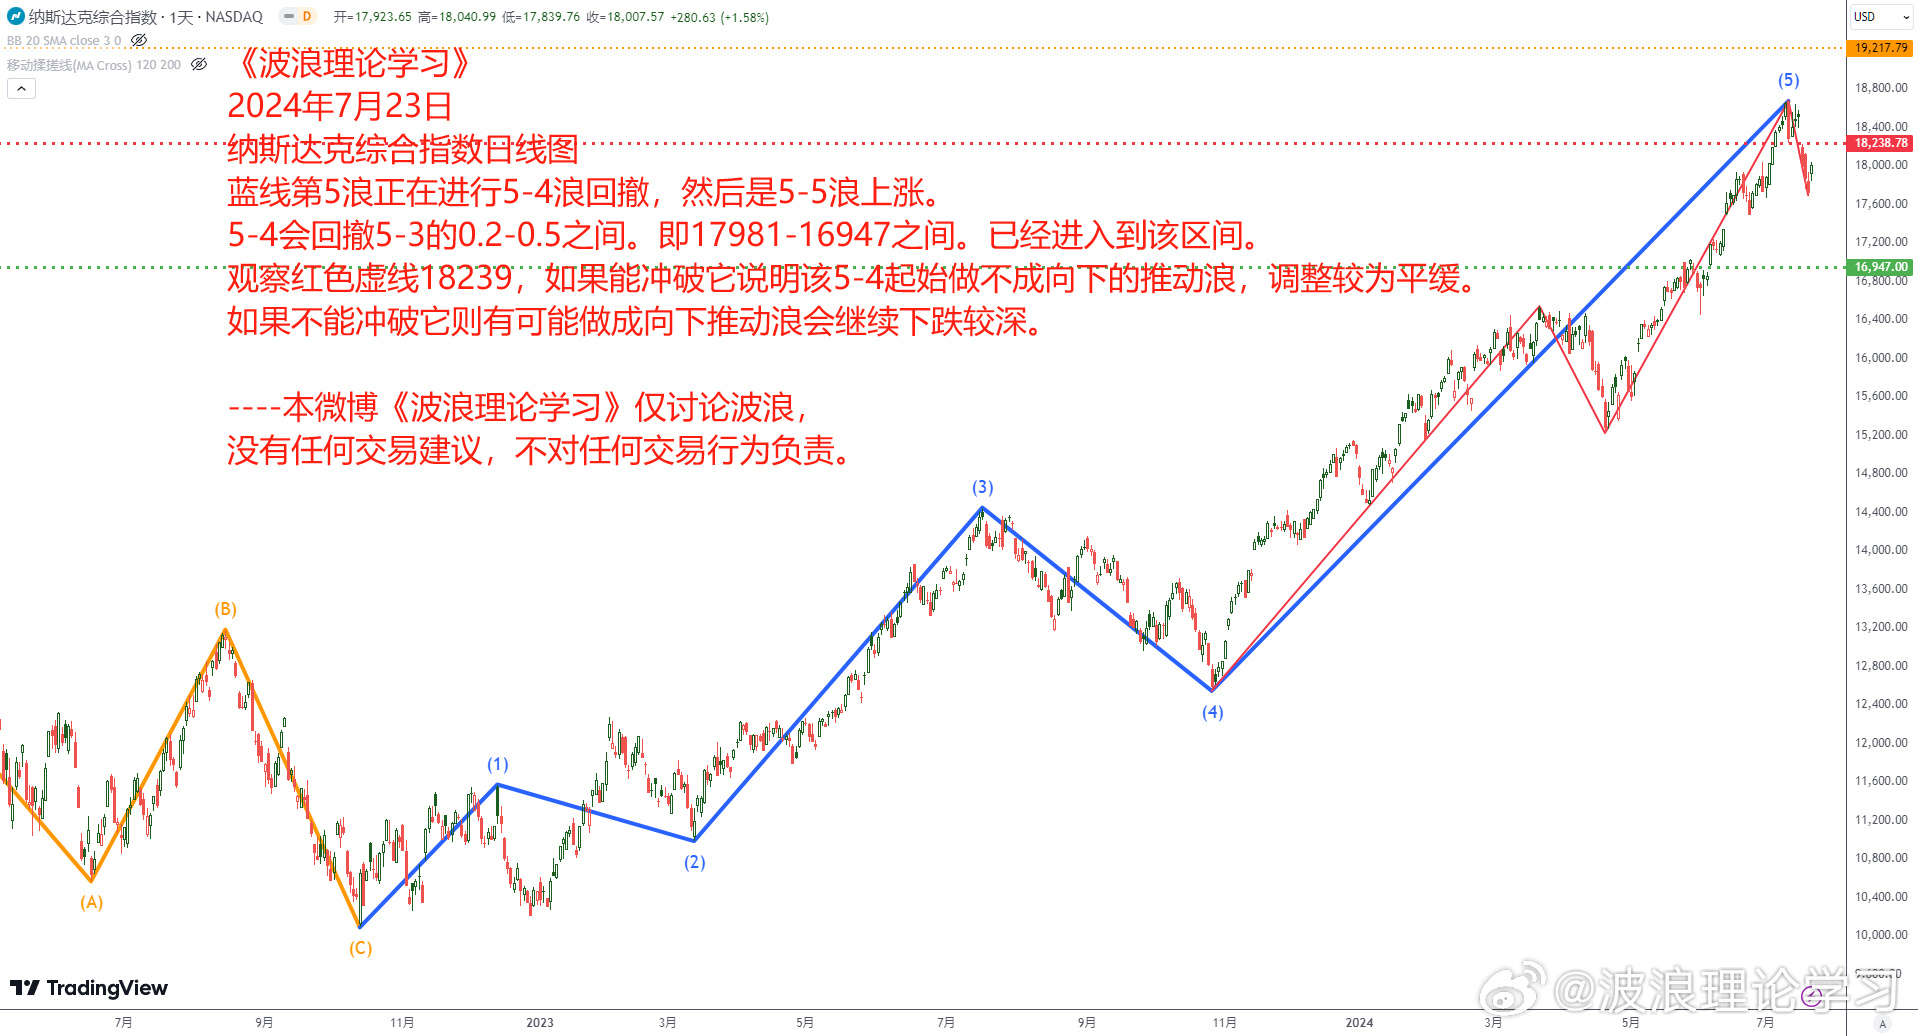 纳斯达克综合指数 · 1天 · NASDAQ D 开=17,923.65 高=18,040.99 低=17,839.76 收=18,007.57 +280.63 (+1.58%)
BB 20 SMA close 3 0
移动揉搓线(MA Cross) 120 200
《波浪理论学习》
2024年7月23日
纳斯达克综合指数日线图
蓝线第5浪正在进行5-4浪回撤，然后是5-5浪上涨。
5-4会回撤5-3的0.2-0.5之间。即17981-16947之间。已经进入到该区间。
观察红色虚线18239，如果能冲破它说明该5-4起始做不成向下的推动浪，调整较为平缓。
如果不能冲破它则有可能做成向下推动浪会继续下跌较深。
----本微博《波浪理论学习》仅讨论波浪，
没有任何交易建议，不对任何交易行为负责。
(A)
(B)
(C)
(1)
(2)
(3)
(4)
(5)
USD
19,217.79
18,800.00
18,400.00
18,238.78
18,000.00
17,600.00
17,200.00
16,947.00
16,800.00
16,400.00
16,000.00
15,600.00
15,200.00
14,800.00
14,400.00
14,000.00
13,600.00
13,200.00
12,800.00
12,400.00
12,000.00
11,600.00
11,200.00
10,800.00
10,400.00
10,000.00
9,600.00
TradingView
@波浪理论学习
7月 9月 11月 2023 3月 5月 7月 9月 11月 2024 3月 5月 7月
A